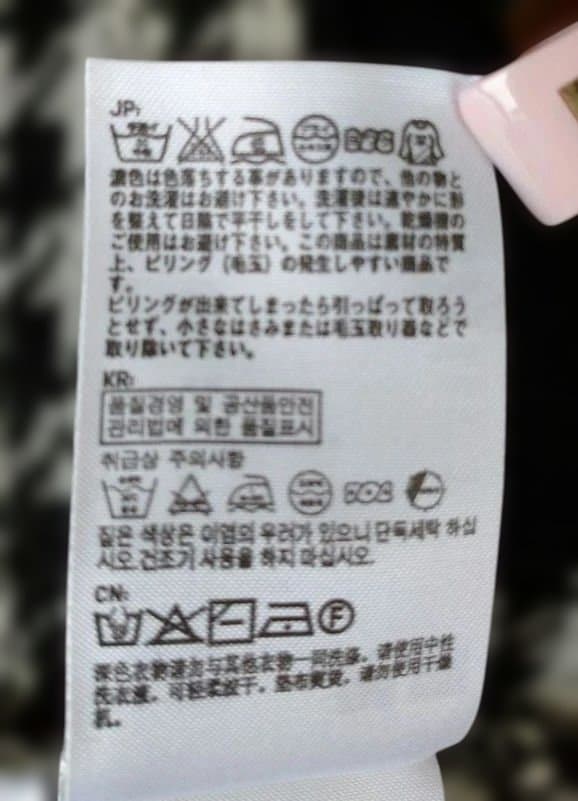 JP:
濃色は色落ちする事がありますので、他の物と
のお洗濯はお避け下さい。洗濯後は速やかに形
を整えて日陰で平干しをして下さい。乾燥機の
ご使用はお避け下さい。この商品は素材の特質
上、ピリング（毛玉）の発生しやすい商品で
す。
ピリングが出来てしまったら引っぱって取ろう
とせず、小さなはさみまたは毛玉取り器などで
取り除いて下さい。
KR:
품질경영 및 공산품안전
관리법에 의한 품질표시
취급상 주의사항
짙은 색상은 이염의 우려가 있으니 단독세탁 하십
시오.건조기 사용을 하지 마십시오.
CN:
F
深色衣物请勿与其他衣物一同洗涤。请使用中性
洗衣液。可轻柔拧干。垫布熨烫。请勿使用干燥
机。